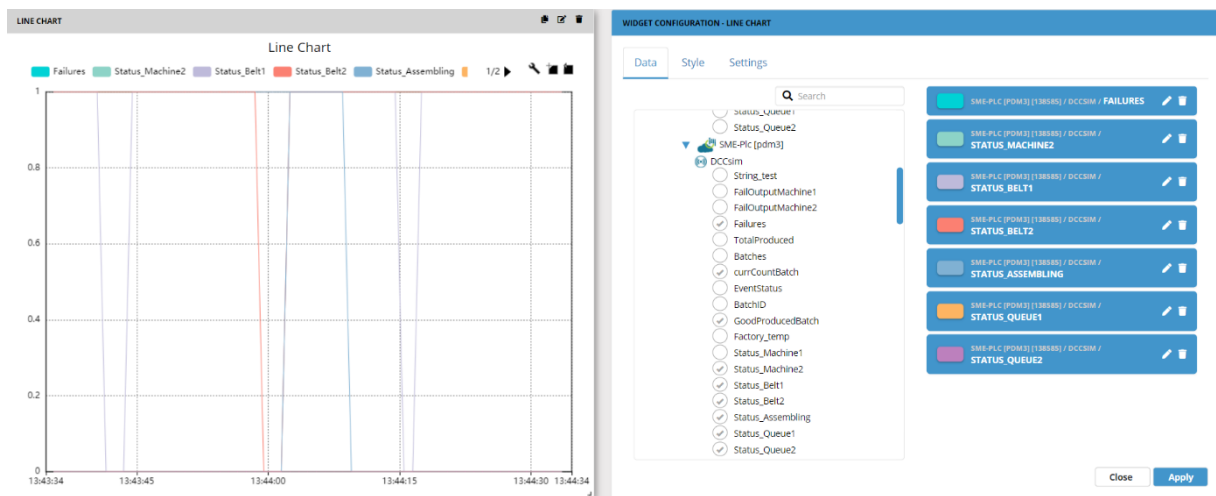 LINE CHART
Line Chart
Failures Status_Machine2 Status_Belt1 Status_Belt2 Status_Assembling 1/2
1
0.8
0.6
0.4
0.2
0
13:43:34 13:43:45 13:44:00 13:44:15 13:44:30 13:44:34
WIDGET CONFIGURATION - LINE CHART
Data Style Settings
Search
Status_Queue1
Status_Queue2
SME-Plc [pdm3]
DCCsim
String_test
FailOutputMachine1
FailOutputMachine2
Failures
TotalProduced
Batches
currCountBatch
EventStatus
BatchID
GoodProducedBatch
Factory_temp
Status_Machine1
Status_Machine2
Status_Belt1
Status_Belt2
Status_Assembling
Status_Queue1
Status_Queue2
SME-PLC [PDM3] [138585] / DCCSIM / FAILURES
SME-PLC [PDM3] [138585] / DCCSIM /
STATUS_MACHINE2
SME-PLC [PDM3] [138585] / DCCSIM /
STATUS_BELT1
SME-PLC [PDM3] [138585] / DCCSIM /
STATUS_BELT2
SME-PLC [PDM3] [138585] / DCCSIM /
STATUS_ASSEMBLING
SME-PLC [PDM3] [138585] / DCCSIM /
STATUS_QUEUE1
SME-PLC [PDM3] [138585] / DCCSIM /
STATUS_QUEUE2
Close Apply